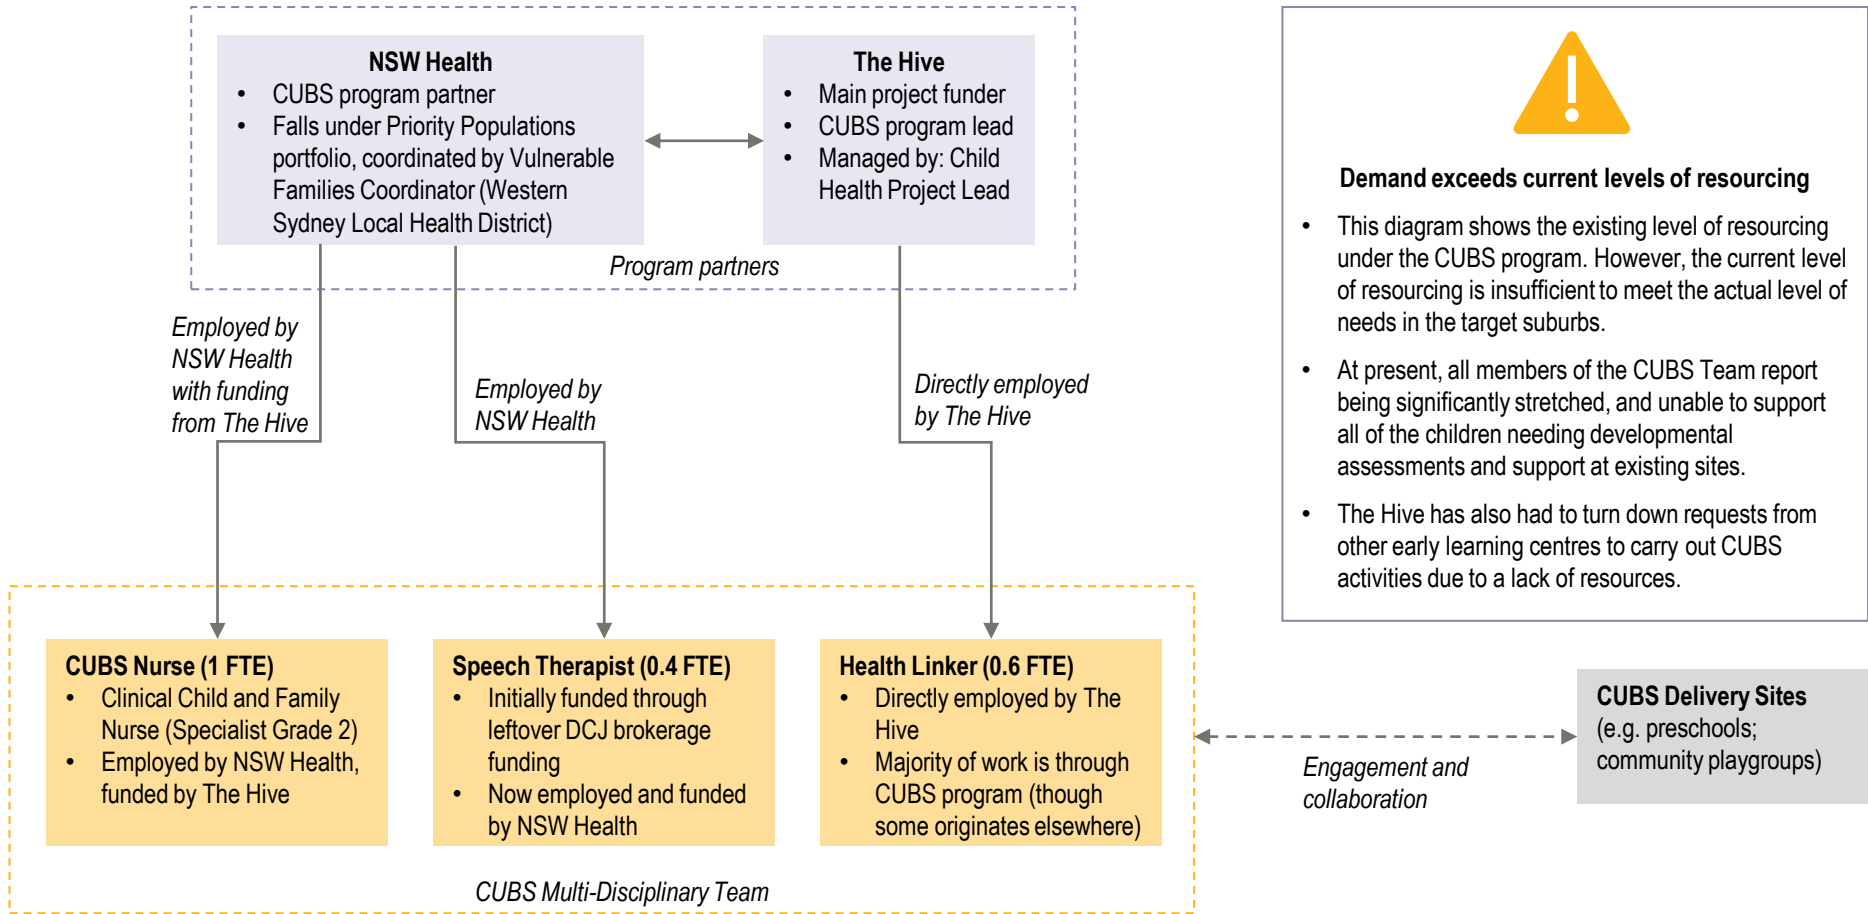 NSW Health
• CUBS program partner
• Falls under Priority Populations
portfolio, coordinated by Vulnerable
Families Coordinator (Western
Sydney Local Health District)
The Hive
• Main project funder
• CUBS program lead
• Managed by: Child
Health Project Lead
Program partners
Employed by
NSW Health
with funding
from The Hive
Employed by
NSW Health
Directly employed
by The Hive
CUBS Nurse (1 FTE)
• Clinical Child and Family
Nurse (Specialist Grade 2)
• Employed by NSW Health,
funded by The Hive
Speech Therapist (0.4 FTE)
• Initially funded through
leftover DCJ brokerage
funding
• Now employed and funded
by NSW Health
Health Linker (0.6 FTE)
• Directly employed by The
Hive
• Majority of work is through
CUBS program (though
some originates elsewhere)
CUBS Multi-Disciplinary Team
Engagement and
collaboration
CUBS Delivery Sites
(e.g. preschools;
community playgroups)
!
Demand exceeds current levels of resourcing
• This diagram shows the existing level of resourcing
under the CUBS program. However, the current level
of resourcing is insufficient to meet the actual level of
needs in the target suburbs.
• At present, all members of the CUBS Team report
being significantly stretched, and unable to support
all of the children needing developmental
assessments and support at existing sites.
• The Hive has also had to turn down requests from
other early learning centres to carry out CUBS
activities due to a lack of resources.